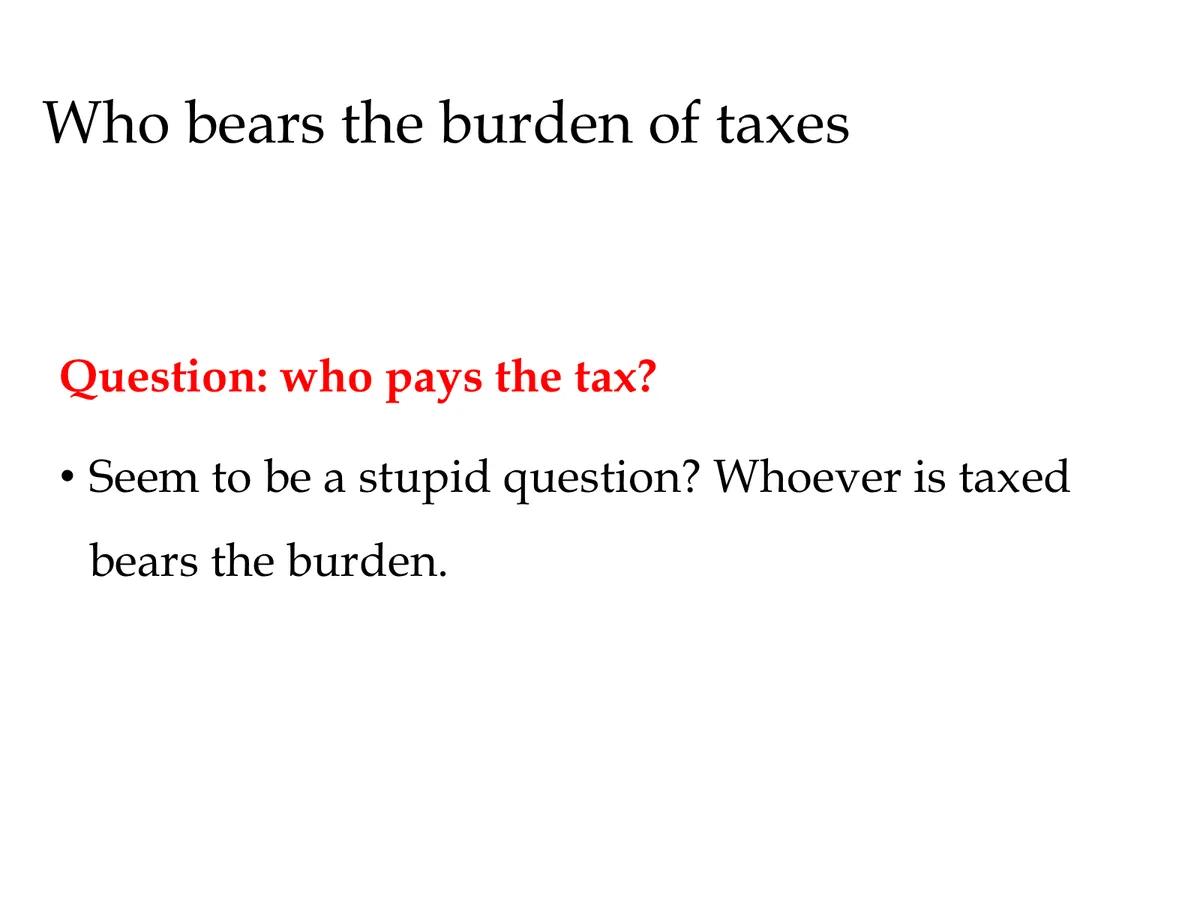 Who bears the burden of taxes
Question: who pays the tax?
• Seem to be a stupid question? Whoever is taxed
bears the burden.